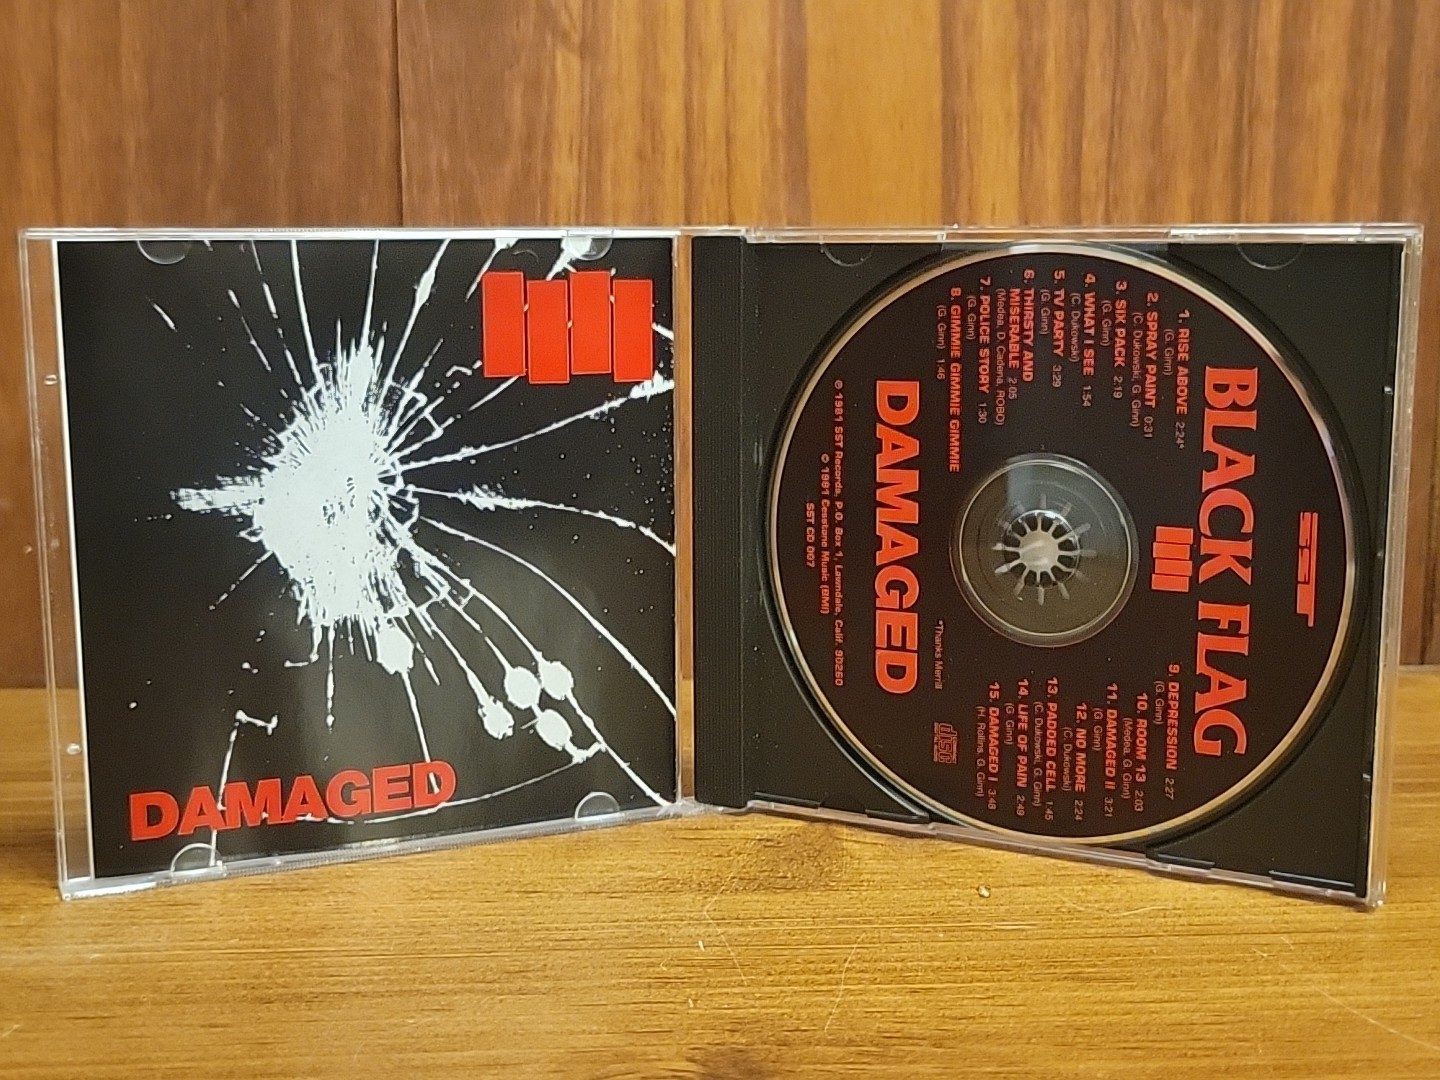 DAMAGED
SST
BLACK FLAG
1. RISE ABOVE 2:24*
(G. Ginn)
2. SPRAY PAINT 0:31
(C. Dukowski, G. Ginn)
3. SIX PACK 2:19
(G. Ginn)
4. WHAT I SEE 1:54
(C. Dukowski)
5. TV PARTY 3:29
(G. Ginn)
6. THIRSTY AND
MISERABLE 2:05
(Medea, D. Cadena, ROBO)
7. POLICE STORY 1:30
(G. Ginn)
8. GIMMIE GIMMIE GIMMIE
(G. Ginn) 1:46
9. DEPRESSION 2:27
(G. Ginn)
10. ROOM 13 2:03
(Medea, G. Ginn)
11. DAMAGED II 3:21
(G. Ginn)
12. NO MORE 2:24
(C. Dukowski)
13. PADDED CELL 1:45
(C. Dukowski, G. Ginn)
14. LIFE OF PAIN 2:49
(G. Ginn)
15. DAMAGED I 3:48
(H. Rollins, G. Ginn)
*Thanks Merrill
disc
DAMAGED
℗ 1981 SST Records, P.O. Box 1, Lawndale, Calif. 90260
© 1981 Cesstone Music (BMI)
SST CD 007